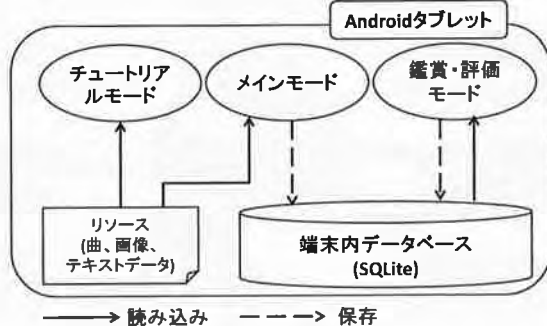 Androidタブレット
チュートリア
ルモード
メインモード
鑑賞・評価
モード
リソース
(曲、画像、
テキストデータ)
端末内データベース
(SQLite)
読み込み
保存